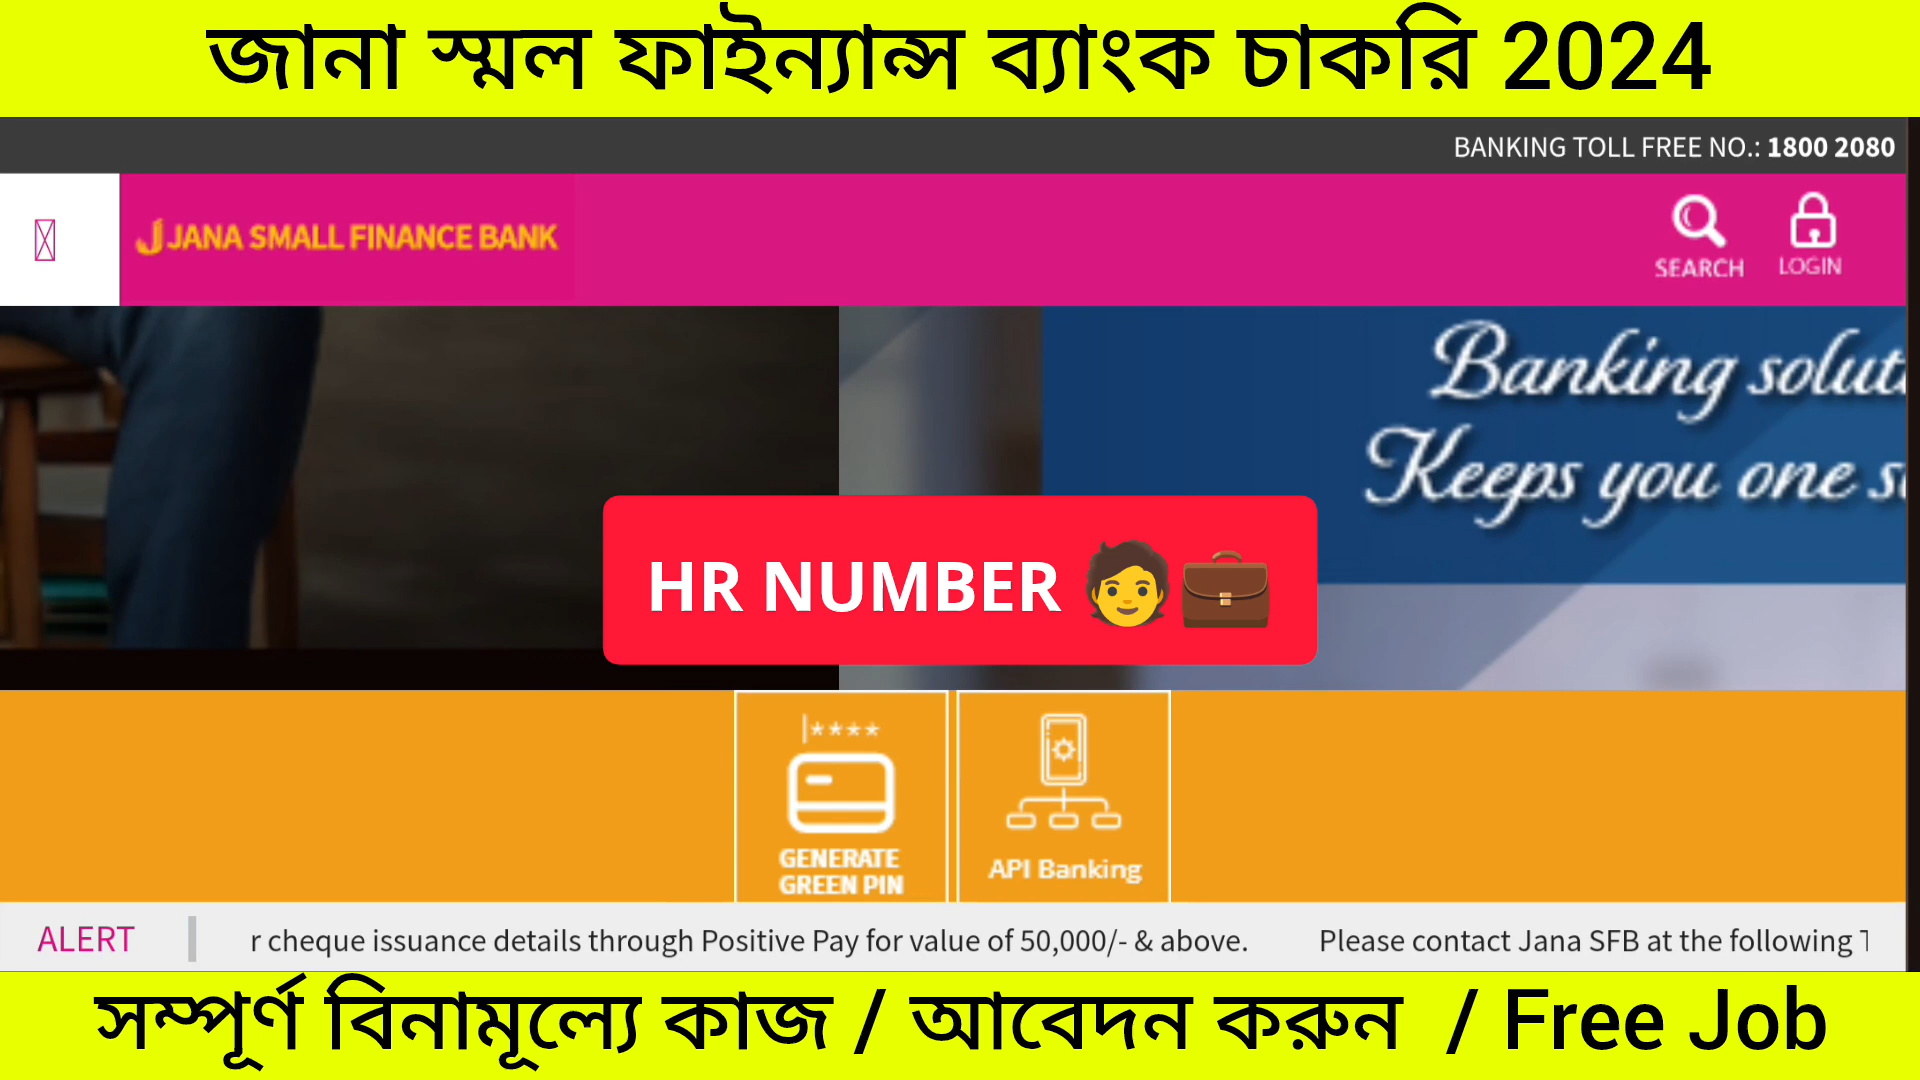 জানা স্মল ফাইন্যান্স ব্যাংক চাকরি 2024
BANKING TOLL FREE NO.: 1800 2080
JANA SMALL FINANCE BANK
SEARCH
LOGIN
Banking solut
Keeps you one s
HR NUMBER
****
GENERATE
GREEN PIN
API Banking
ALERT
r cheque issuance details through Positive Pay for value of 50,000/- & above. Please contact Jana SFB at the following T
সম্পূর্ণ বিনামূল্যে কাজ / আবেদন করুন / Free Job